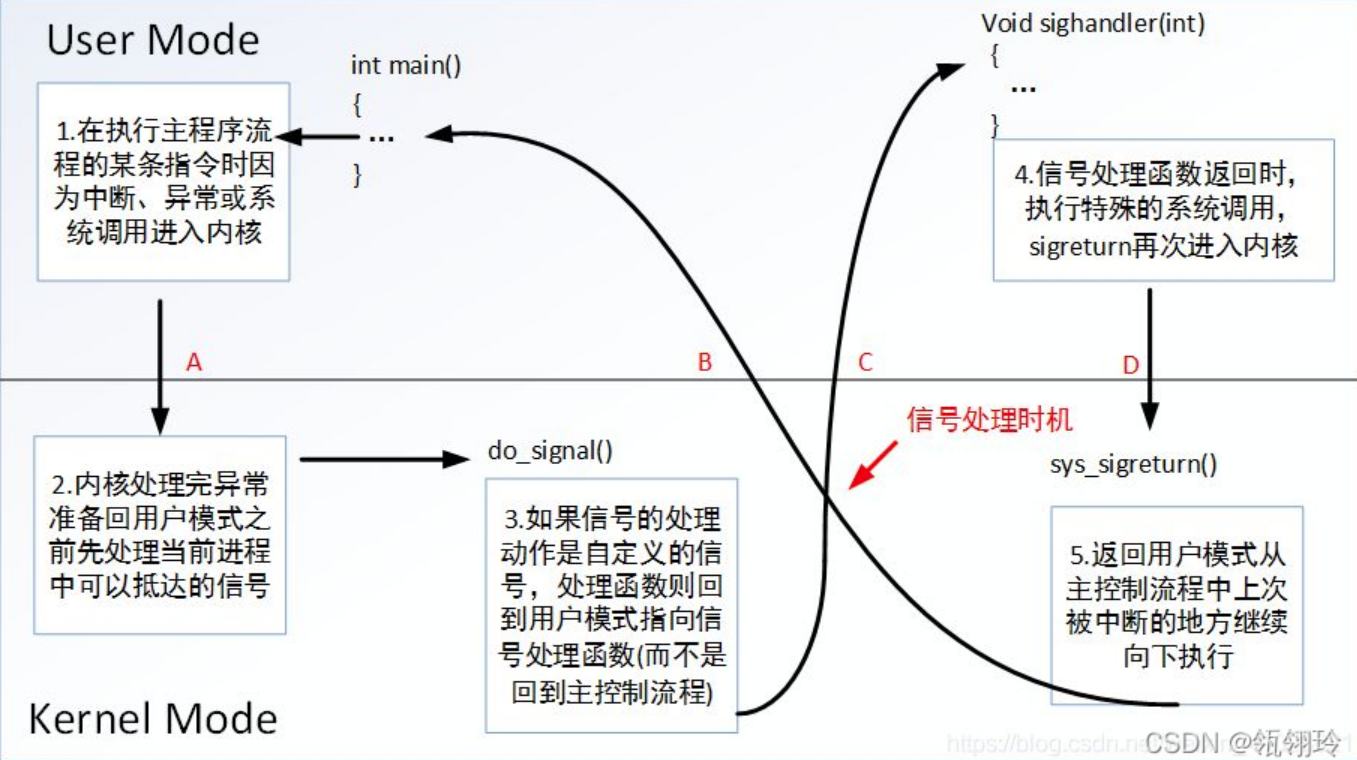 User Mode
int main()
{
...
}
1.在执行主程序流
程的某条指令时因
为中断、异常或系
统调用进入内核
Void sighandler(int)
{
...
}
4.信号处理函数返回时，
执行特殊的系统调用，
sigreturn再次进入内核
A
B
C
D
信号处理时机
2.内核处理完异常
准备回用户模式之
前先处理当前进程
中可以抵达的信号
do_signal()
3.如果信号的处理
动作是自定义的信
号，处理函数则回
到用户模式指向信
号处理函数(而不是
回到主控制流程)
sys_sigreturn()
5.返回用户模式从
主控制流程中上次
被中断的地方继续
向下执行
Kernel Mode
https://blog.csdn.ne
CSDN @瓴翎玲